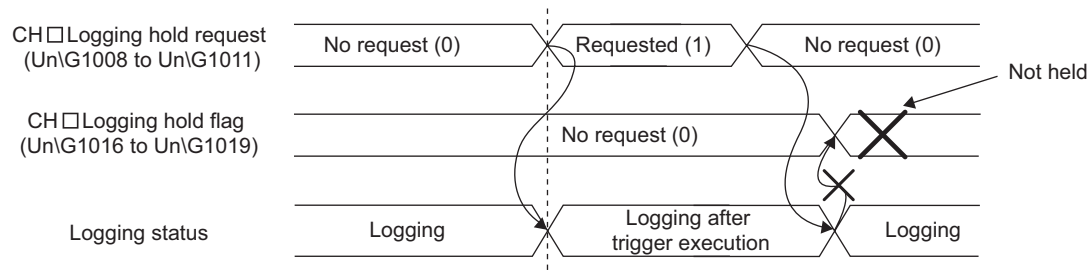 CH□Logging hold request
(Un\G1008 to Un\G1011)
No request (0)
Requested (1)
No request (0)
Not held
CH□Logging hold flag
(Un\G1016 to Un\G1019)
No request (0)
Logging status
Logging
Logging after
trigger execution
Logging